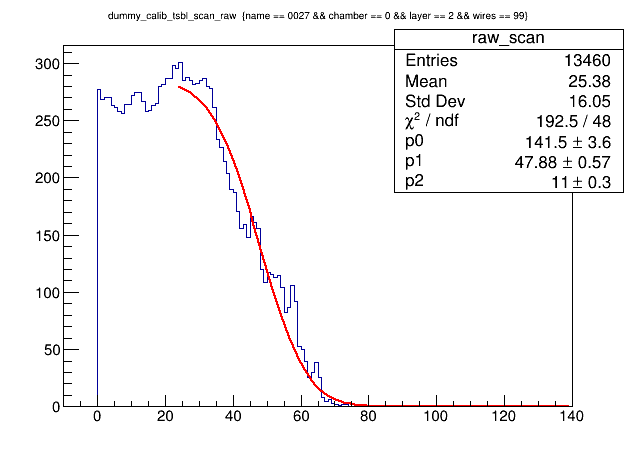 dummy_calib_tsbl_scan_raw {name == 0027 && chamber == 0 && layer == 2 && wires == 99}
raw_scan
Entries 13460
Mean 25.38
Std Dev 16.05
χ² / ndf 192.5 / 48
p0 141.5 ± 3.6
p1 47.88 ± 0.57
p2 11 ± 0.3
300
250
200
150
100
50
0
0 20 40 60 80 100 120 140